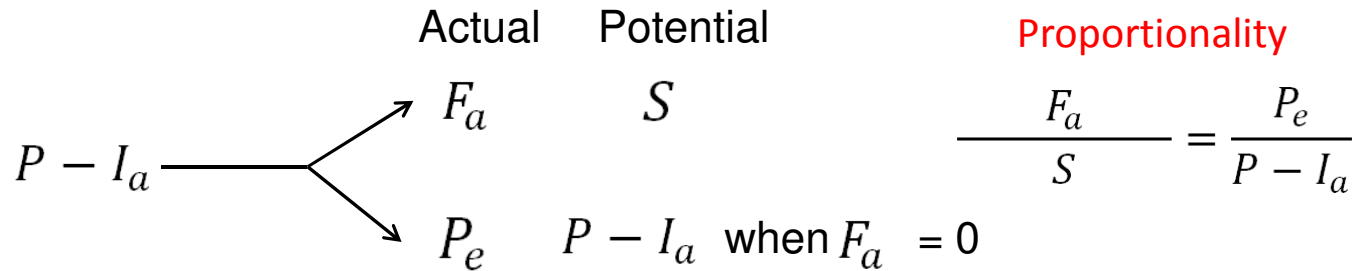 Actual Potential Proportionality
F_a S
P − I_a
F_a / S = P_e / (P − I_a)
P_e P − I_a when F_a = 0